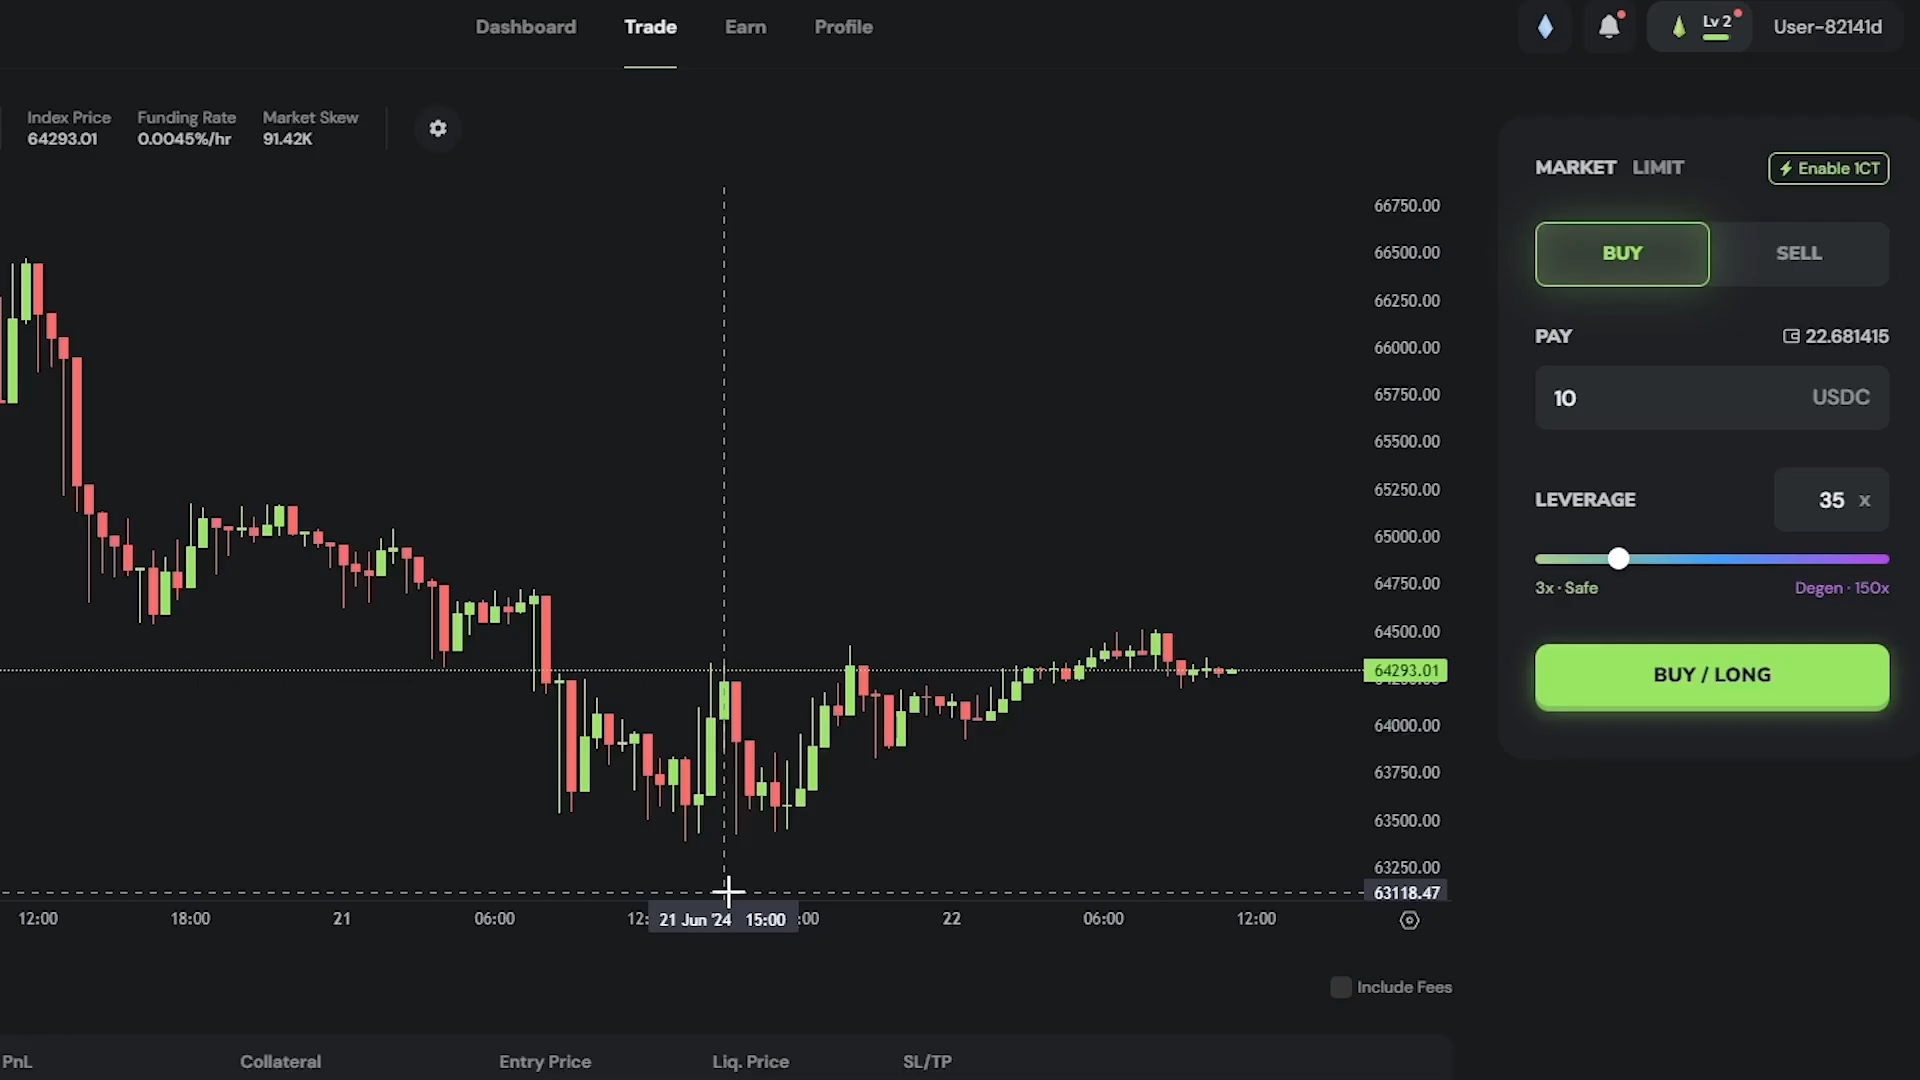 Dashboard Trade Earn Profile Lv 2 User-82141d
Index Price Funding Rate Market Skew
64293.01 0.0045%/hr 91.42K
MARKET LIMIT Enable 1CT
BUY SELL
PAY 22.681415
10 USDC
LEVERAGE 35 x
3x · Safe Degen · 150x
BUY / LONG
66750.00
66500.00
66250.00
66000.00
65750.00
65500.00
65250.00
65000.00
64750.00
64500.00
64293.01
64000.00
63750.00
63500.00
63250.00
63118.47
12:00 18:00 21 06:00 12: 21 Jun '24 15:00 :00 22 06:00 12:00
Include Fees
PnL Collateral Entry Price Liq. Price SL/TP